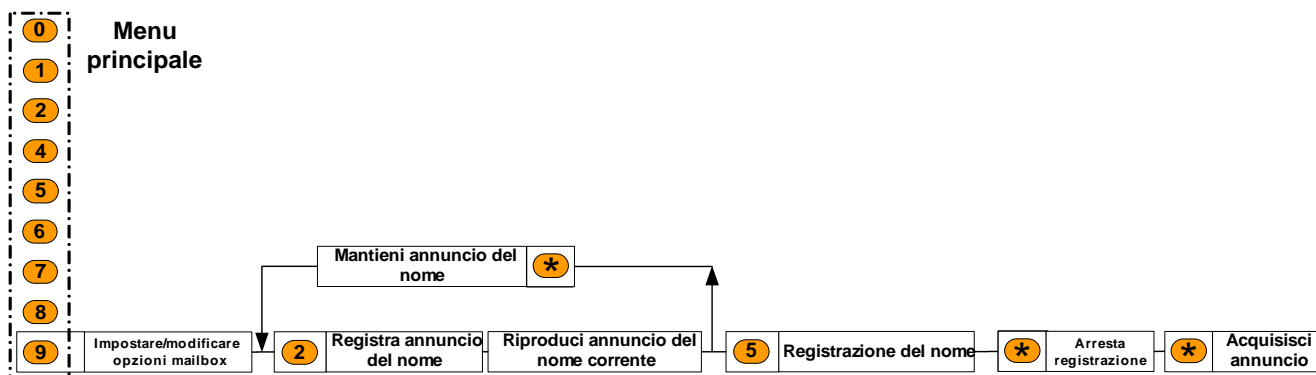 0
Menu
principale
1
2
4
5
6
7
8
Mantieni annuncio del
nome
*
9
Impostare/modificare
opzioni mailbox
2
Registra annuncio
del nome
Riproduci annuncio del
nome corrente
5
Registrazione del nome
*
Arresta
registrazione
*
Acquisisci
annuncio